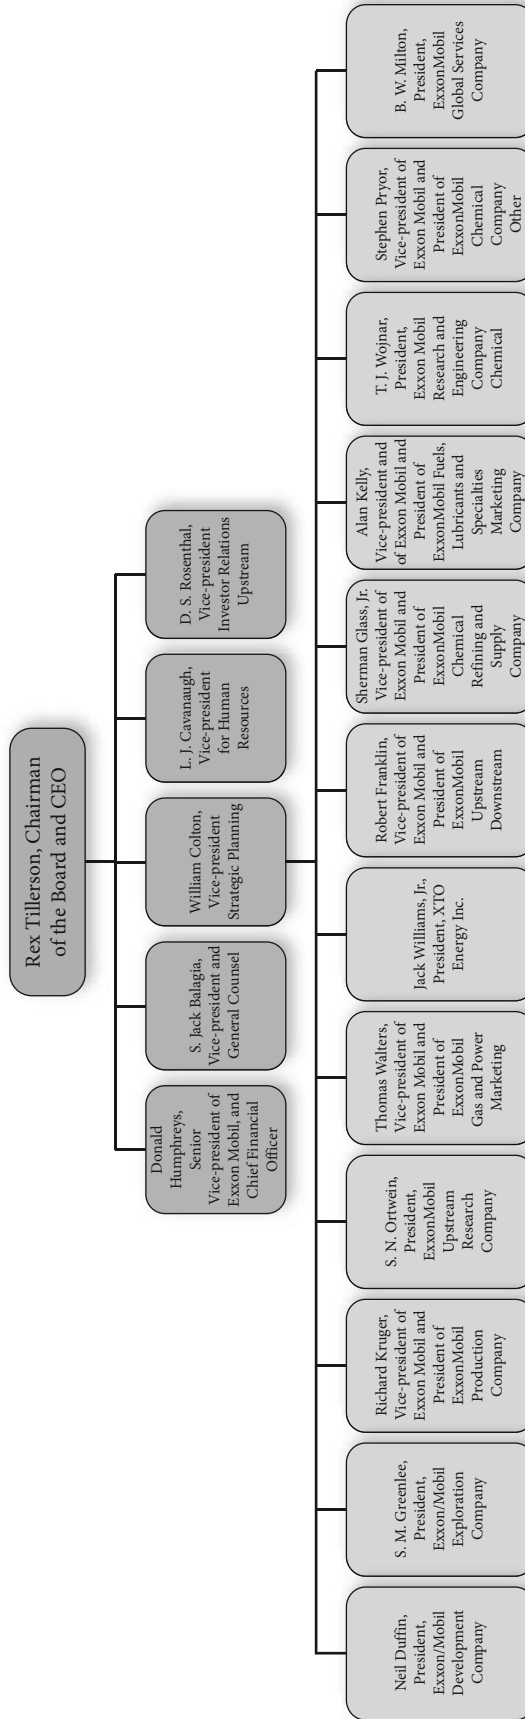 Rex Tillerson, Chairman
of the Board and CEO
Donald
Humphreys,
Senior
Vice-president of
Exxon Mobil, and
Chief Financial
Officer
S. Jack Balagia,
Vice-president and
General Counsel
William Colton,
Vice-president
Strategic Planning
L. J. Cavanaugh,
Vice-president
for Human
Resources
D. S. Rosenthal,
Vice-president
Investor Relations
Upstream
Neil Duffin,
President,
Exxon/Mobil
Development
Company
S. M. Greenlee,
President,
Exxon/Mobil
Exploration
Company
Richard Kruger,
Vice-president of
Exxon Mobil and
President of
ExxonMobil
Production
Company
S. N. Ortwein,
President,
ExxonMobil
Upstream
Research
Company
Thomas Walters,
Vice-president of
Exxon Mobil and
President of
ExxonMobil
Gas and Power
Marketing
Jack Williams, Jr.,
President, XTO
Energy Inc.
Robert Franklin,
Vice-president of
Exxon Mobil and
President of
ExxonMobil
Upstream
Downstream
Sherman Glass, Jr.
Vice-president of
Exxon Mobil and
President of
ExxonMobil
Chemical
Refining and
Supply
Company
Alan Kelly,
Vice-president and
of Exxon Mobil and
President of
ExxonMobil Fuels,
Lubricants and
Specialties
Marketing
Company
T. J. Wojnar,
President,
Exxon Mobil
Research and
Engineering
Company
Chemical
Stephen Pryor,
Vice-president of
Exxon Mobil and
President of
ExxonMobil
Chemical
Company
Other
B. W. Milton,
President,
ExxonMobil
Global Services
Company